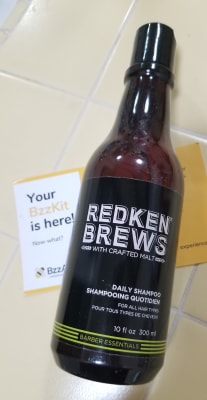 Your
BzzKit
is here!
Now what?
REDKEN
BREWS
WITH CRAFTED MALT
DAILY SHAMPOO
SHAMPOOING QUOTIDIEN
FOR ALL HAIR TYPES
POUR TOUS TYPES DE CHEVEUX
10 fl oz 300 ml
BARBER ESSENTIALS